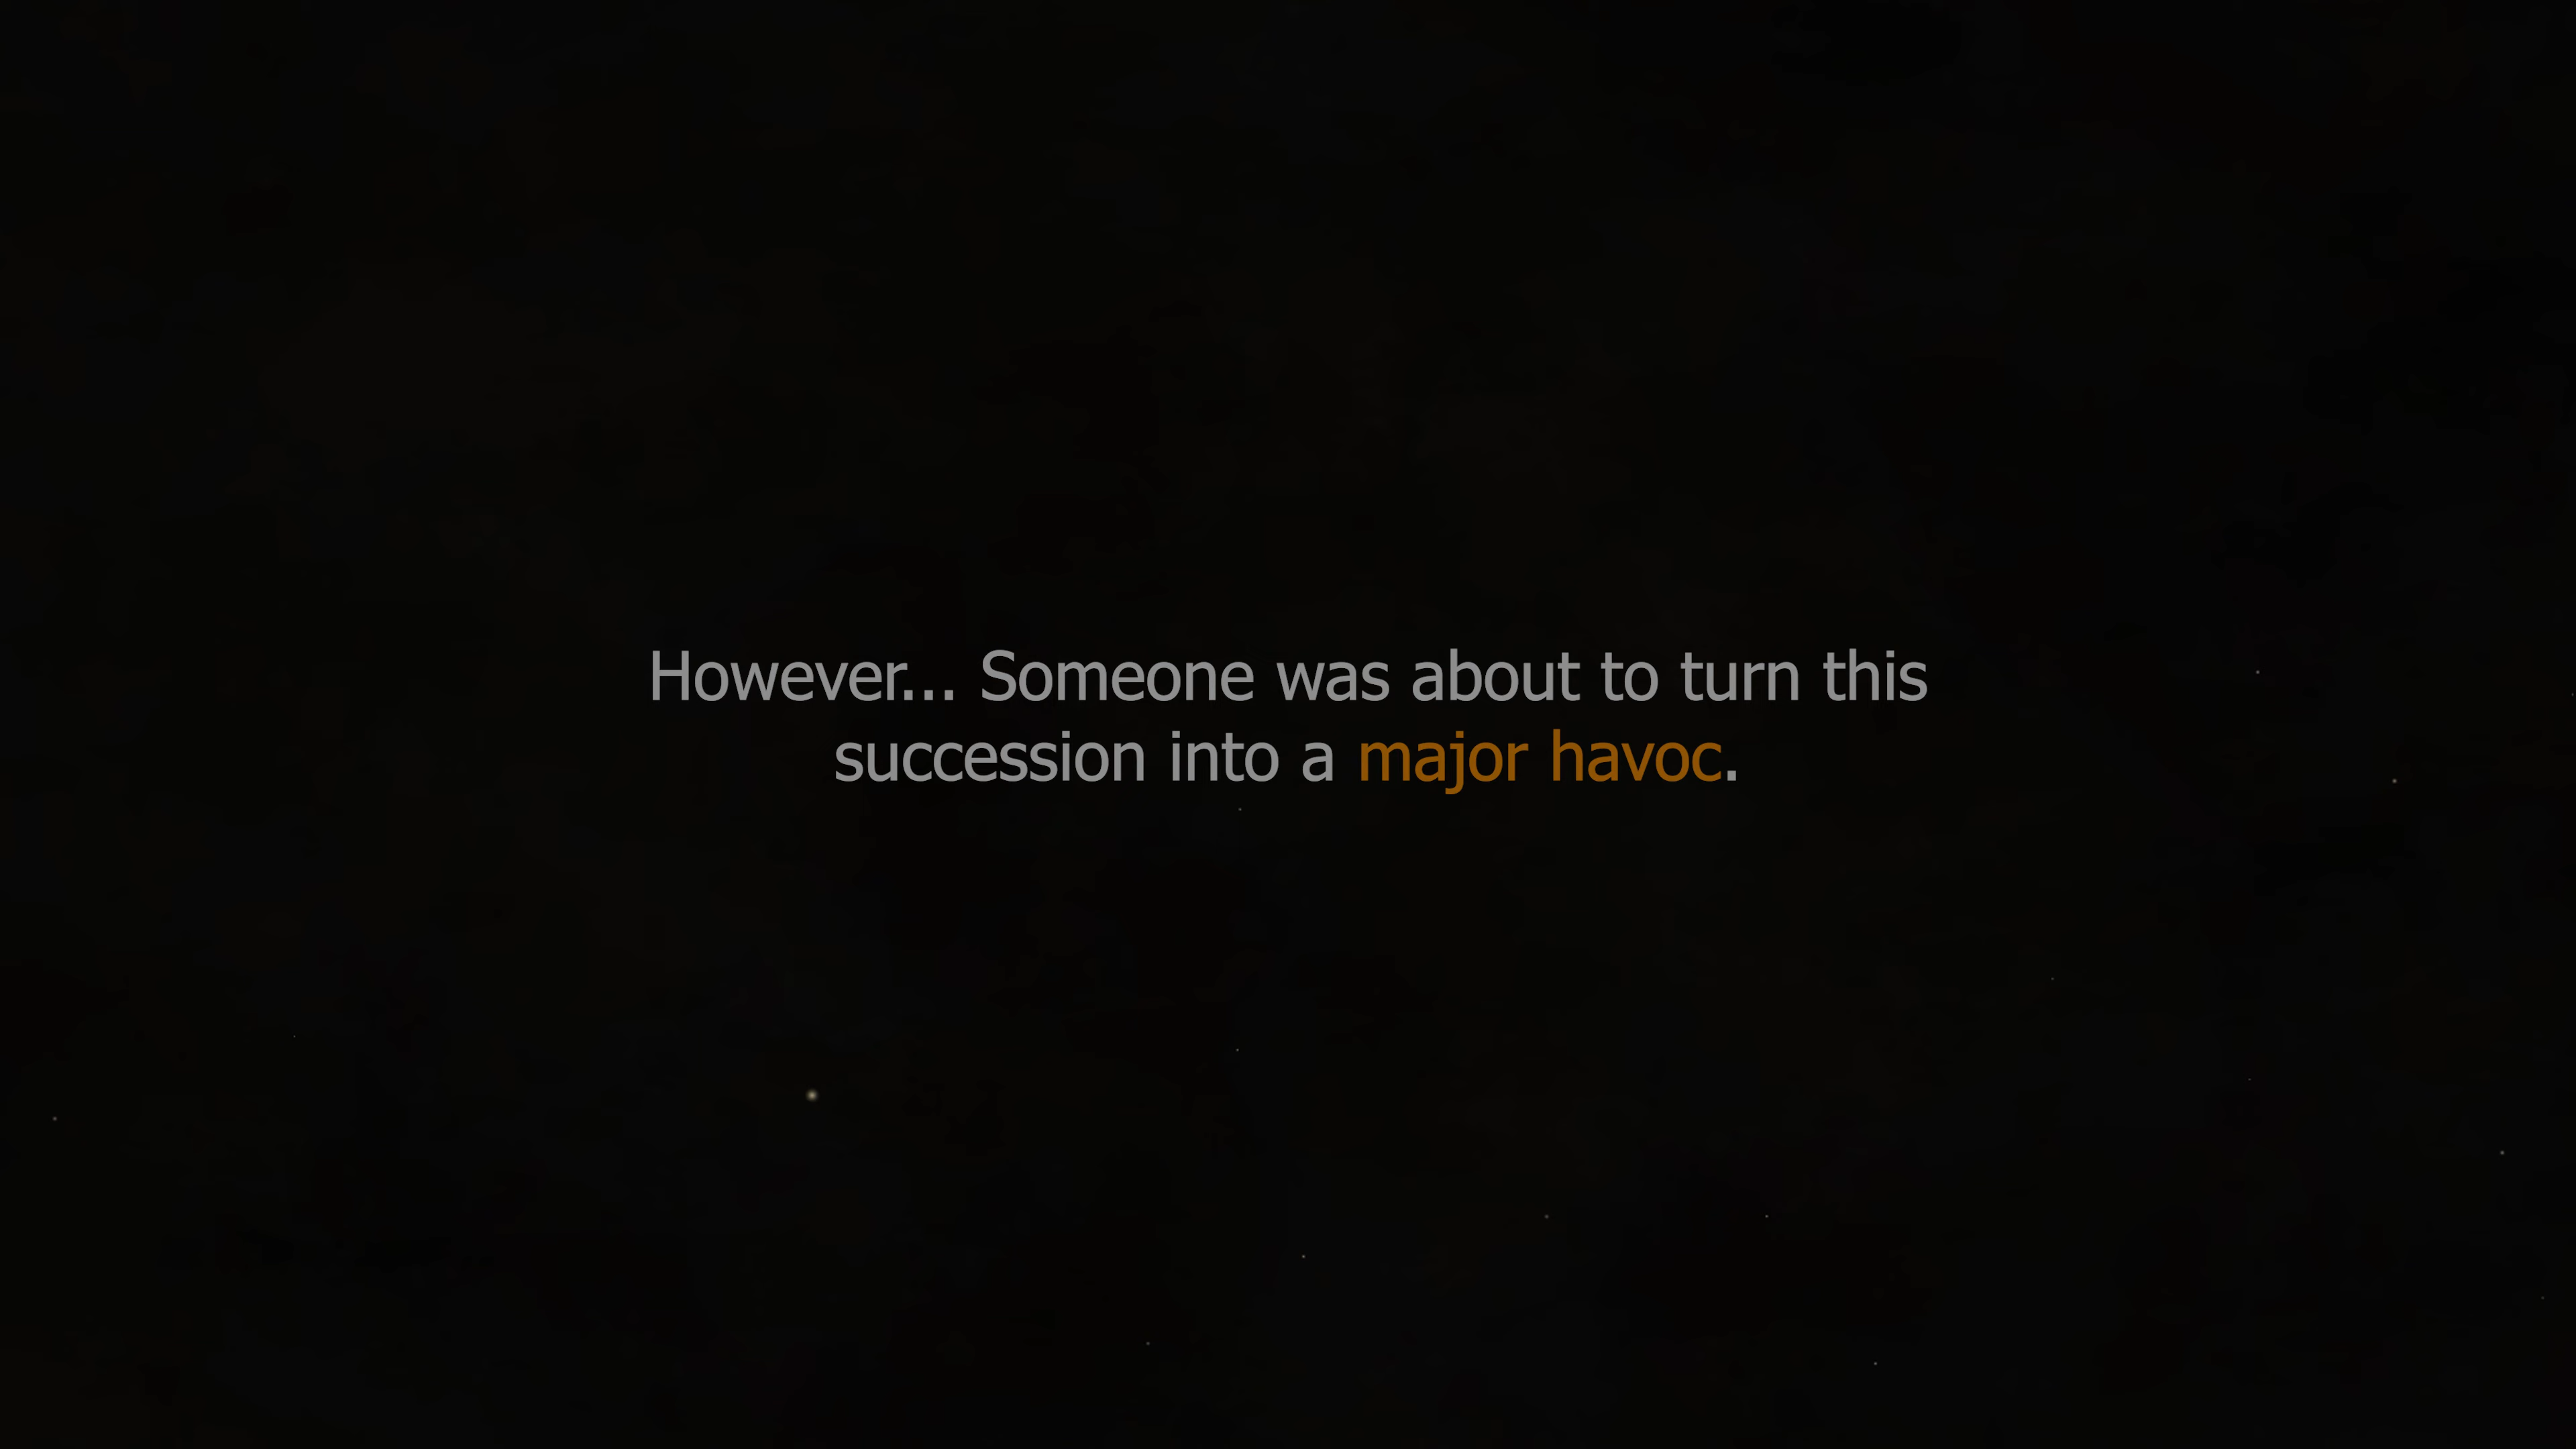 However... Someone was about to turn this
succession into a major havoc.